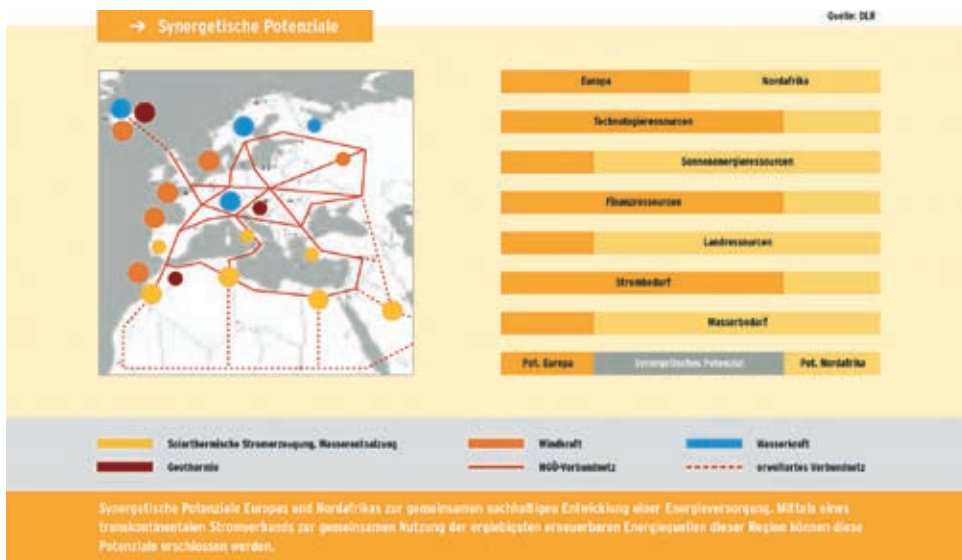 → Synergetische Potenziale
Quelle: DLR
Europa Nordafrika
Technologieressourcen
Sonnenenergieressourcen
Finanzressourcen
Landressourcen
Strombedarf
Wasserbedarf
Pot. Europa Synergetisches Potenzial Pot. Nordafrika
Solarthermische Stromerzeugung, Wasserentsalzung Windkraft Wasserkraft
Geothermie HGÜ-Verbundnetz erweitertes Verbundnetz
Synergetische Potenziale Europas und Nordafrikas zur gemeinsamen nachhaltigen Entwicklung einer Energieversorgung. Mittels eines
transkontinentalen Stromverbunds zur gemeinsamen Nutzung der ergiebigsten erneuerbaren Energiequellen dieser Region können diese
Potenziale erschlossen werden.